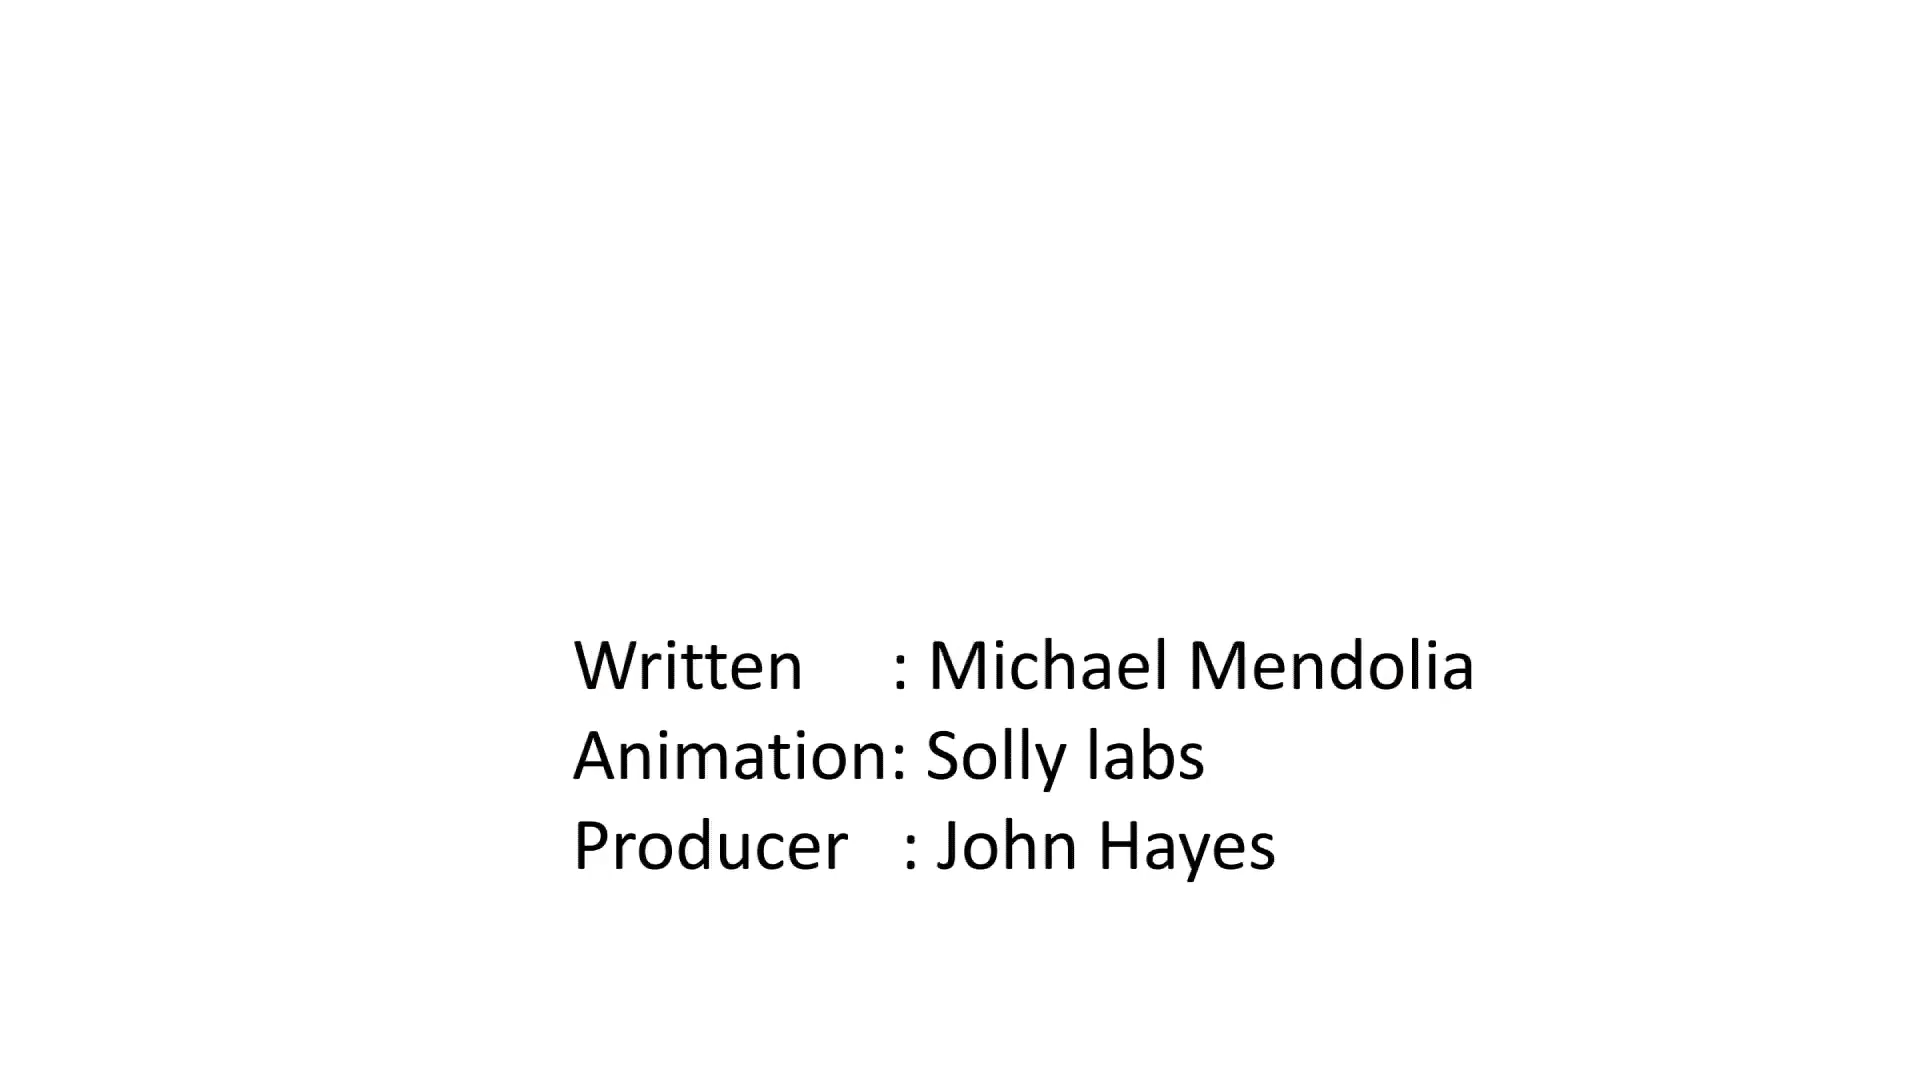 Written : Michael Mendolia
Animation: Solly labs
Producer : John Hayes